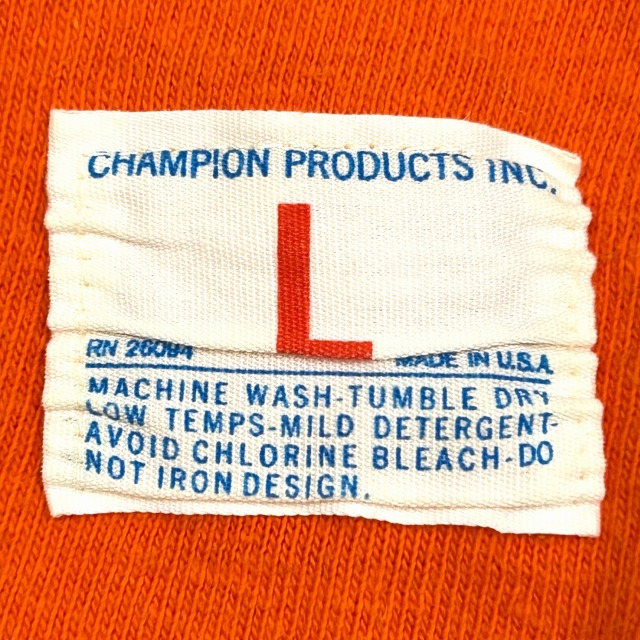 CHAMPION PRODUCTS INC.
L
RN 26094 MADE IN U.S.A
MACHINE WASH-TUMBLE DRY
LOW TEMPS-MILD DETERGENT-
AVOID CHLORINE BLEACH-DO
NOT IRON DESIGN.